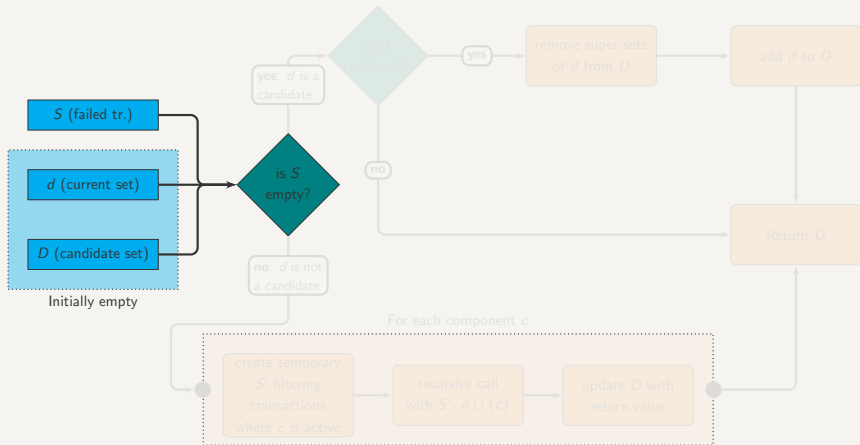 is d
minimal?
yes
remove super-sets
of d from D
add d to D
yes: d is a
candidate
S (failed tr.)
d (current set)
is S
empty?
no
D (candidate set)
Return D
Initially empty
no: d is not
a candidate
For each component c
create temporary
S' filtering
transactions
where c is active
recursive call
with S', d ∪ {c}
update D with
return value